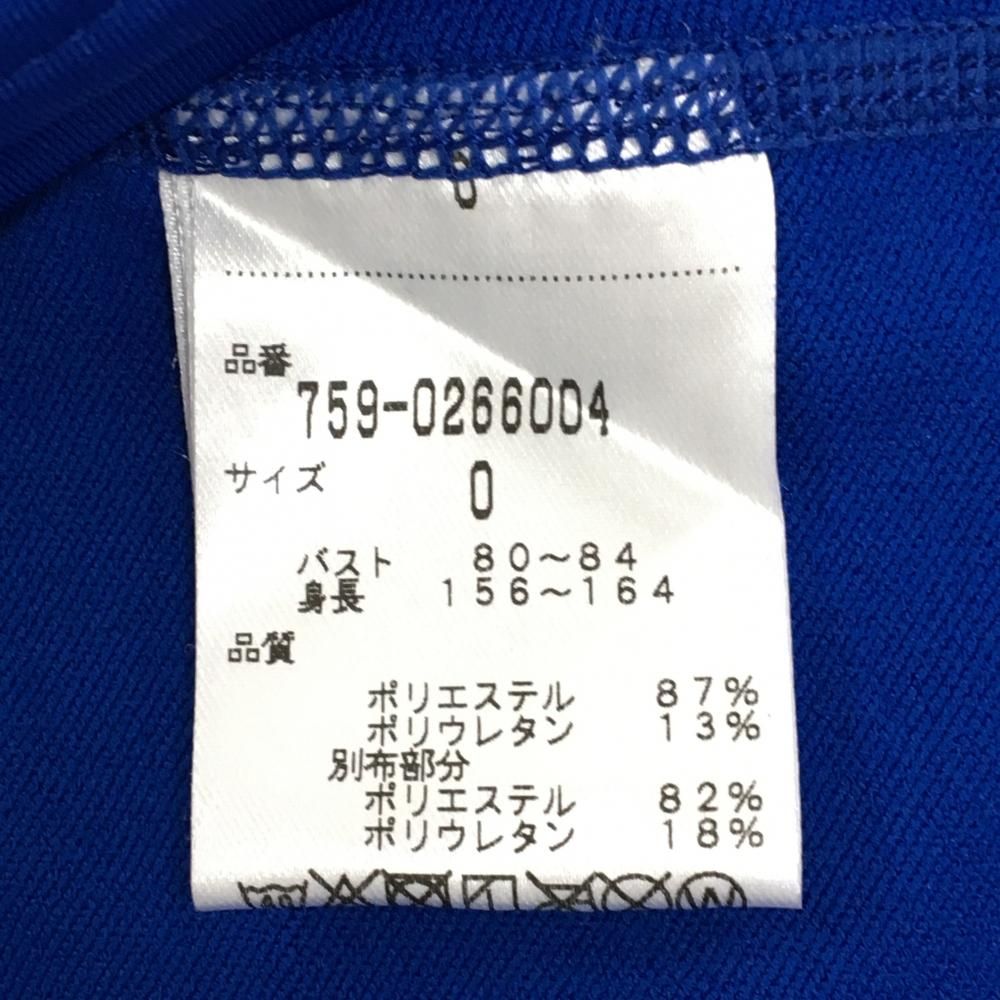 0
品番
759-0266004
サイズ 0
バスト 80~84
身長 156~164
品質
ポリエステル 87%
ポリウレタン 13%
別布部分
ポリエステル 82%
ポリウレタン 18%